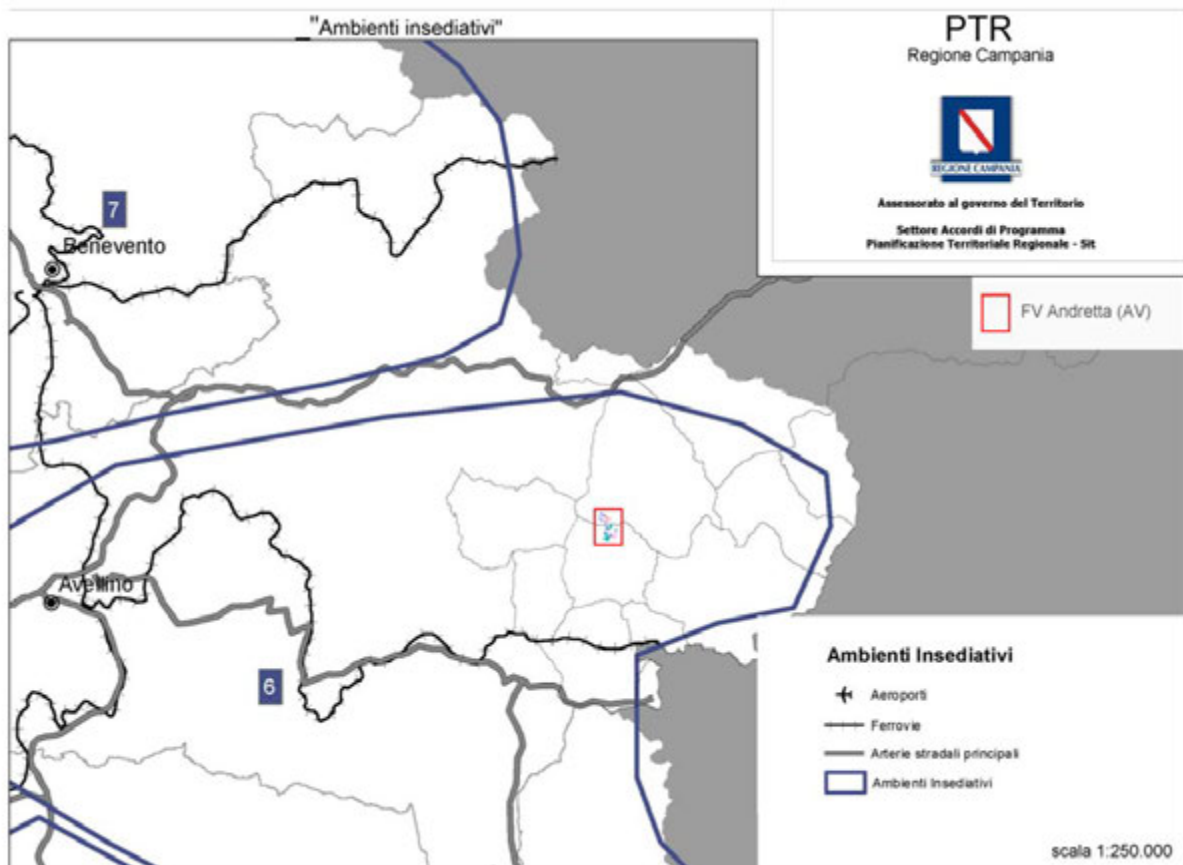 _"Ambienti insediativi"
PTR
Regione Campania
REGIONE CAMPANIA
Assessorato al governo del Territorio
Settore Accordi di Programma
Pianificazione Territoriale Regionale - Sit
7
Benevento
FV Andretta (AV)
Avellino
6
Ambienti Insediativi
Aeroporti
Ferrovie
Arterie stradali principali
Ambienti Insediativi
scala 1:250.000